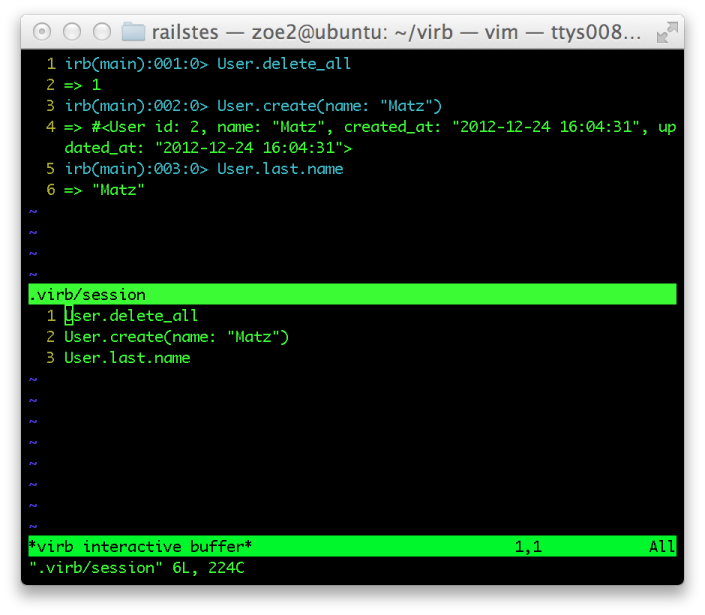 railstes — zoe2@ubuntu: ~/virb — vim — ttys008...
1 irb(main):001:0> User.delete_all
2 => 1
3 irb(main):002:0> User.create(name: "Matz")
4 => #<User id: 2, name: "Matz", created_at: "2012-12-24 16:04:31", up
dated_at: "2012-12-24 16:04:31">
5 irb(main):003:0> User.last.name
6 => "Matz"
~
~
~
~
.virb/session
1 User.delete_all
2 User.create(name: "Matz")
3 User.last.name
~
~
~
~
~
~
~
~
*virb interactive buffer* 1,1 All
".virb/session" 6L, 224C